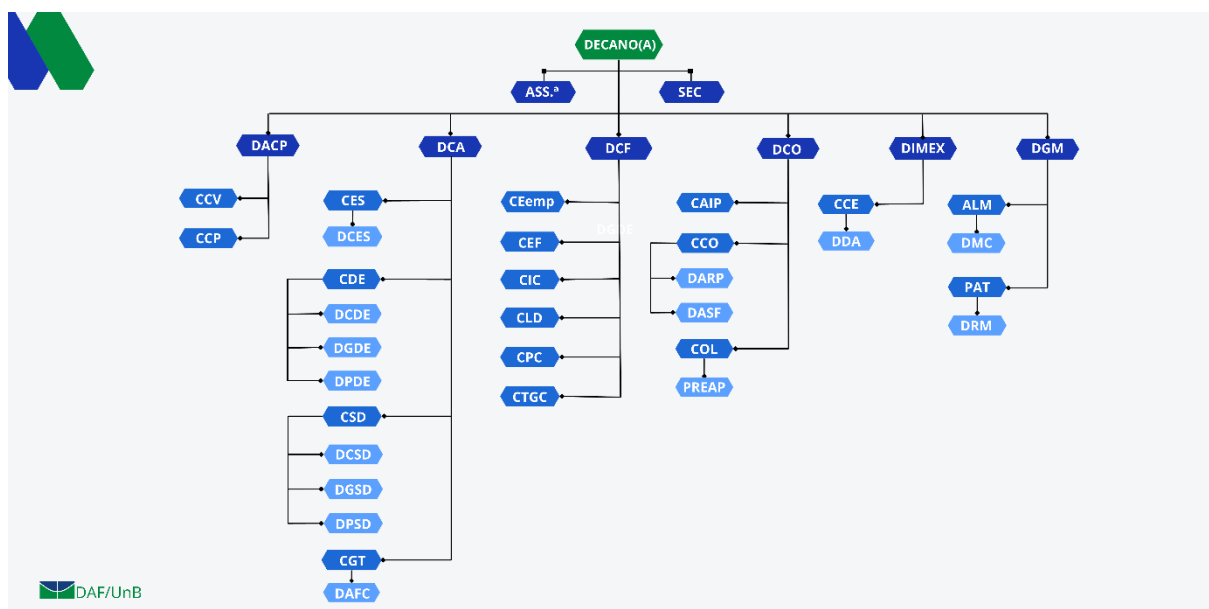 DECANO(A)
ASS.ª
SEC
DACP
DCA
DCF
DCO
DIMEX
DGM
CCV
CCP
CES
DCES
CDE
DCDE
DGDE
DPDE
CSD
DCSD
DGSD
DPSD
CGT
DAFC
CEemp
CEF
CIC
CLD
CPC
CTGC
CAIP
CCO
DARP
DASF
COL
PREAP
CCE
DDA
ALM
DMC
PAT
DRM
DAF/UnB